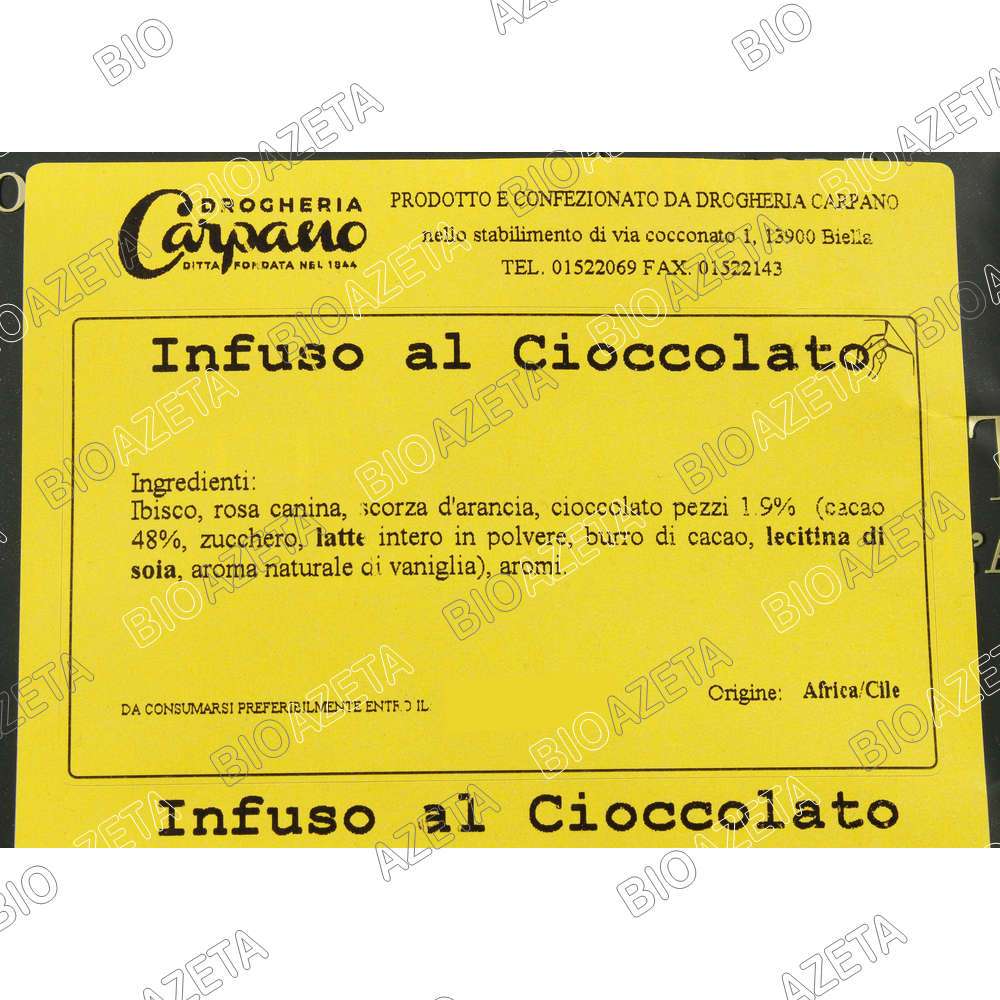 BIO AZETA
DROGHERIA
Carpano
DITTA FONDATA NEL 1844
PRODOTTO E CONFEZIONATO DA DROGHERIA CARPANO
nello stabilimento di via cocconato 1, 13900 Biella
TEL. 01522069 FAX. 01522143
Infuso al Cioccolato
Ingredienti:
Ibisco, rosa canina, scorza d'arancia, cioccolato pezzi 1.9% (cacao
48%, zucchero, latte intero in polvere, burro di cacao, lecitina di
soia, aroma naturale di vaniglia), aromi.
Origine: Africa/Cile
DA CONSUMARSI PREFERIBILMENTE ENTRO IL:
Infuso al Cioccolato